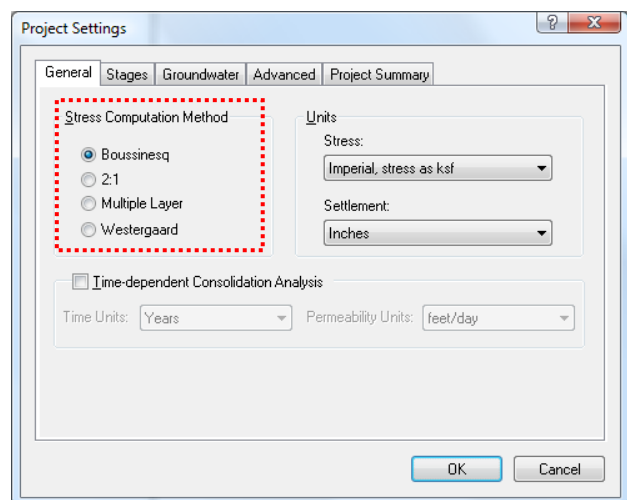 Project Settings
General Stages Groundwater Advanced Project Summary
Stress Computation Method
Boussinesq
2:1
Multiple Layer
Westergaard
Units
Stress:
Imperial, stress as ksf
Settlement:
Inches
Time-dependent Consolidation Analysis
Time Units: Years Permeability Units: feet/day
OK Cancel